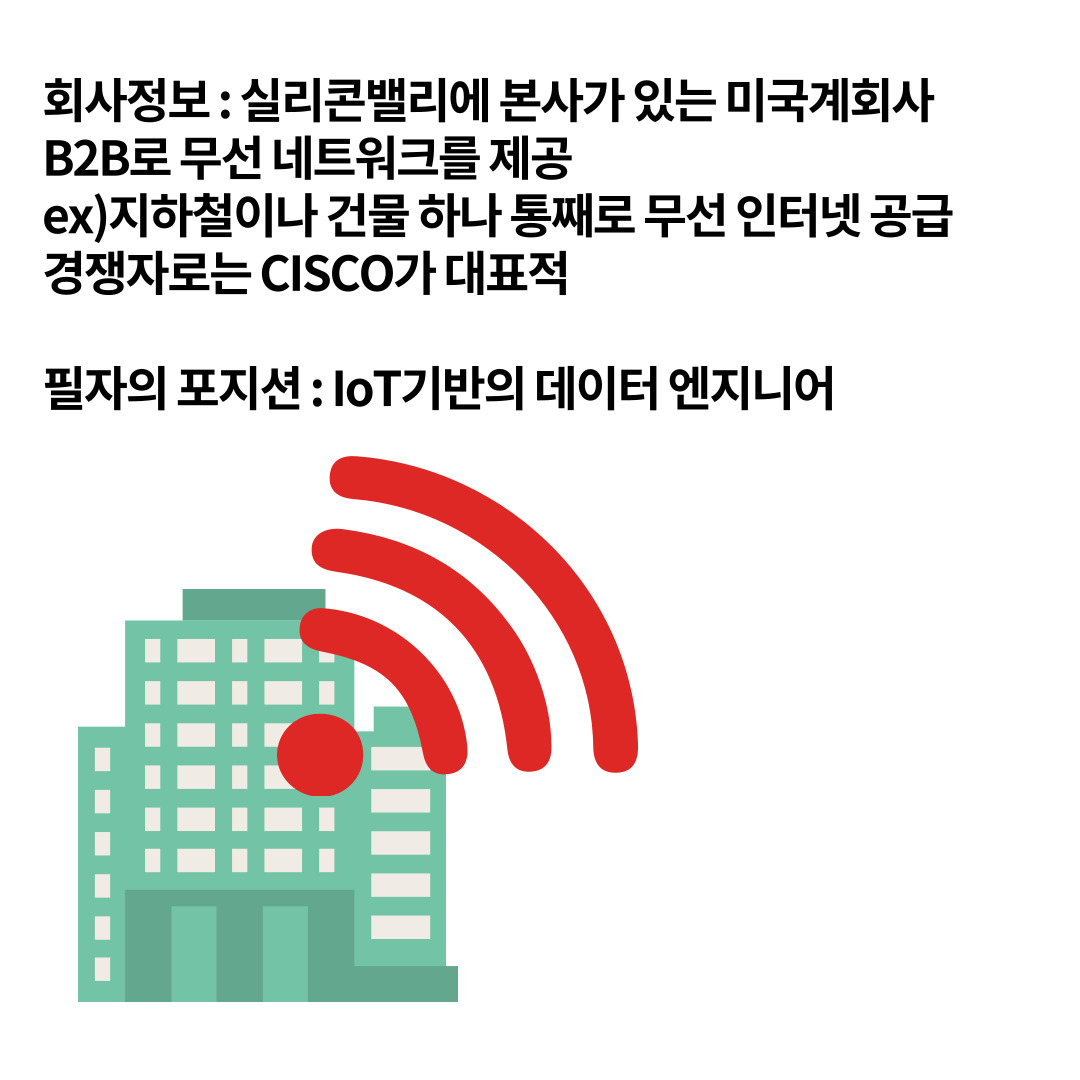 회사정보 : 실리콘밸리에 본사가 있는 미국계회사
B2B로 무선 네트워크를 제공
ex)지하철이나 건물 하나 통째로 무선 인터넷 공급
경쟁자로는 CISCO가 대표적
필자의 포지션 : IoT기반의 데이터 엔지니어